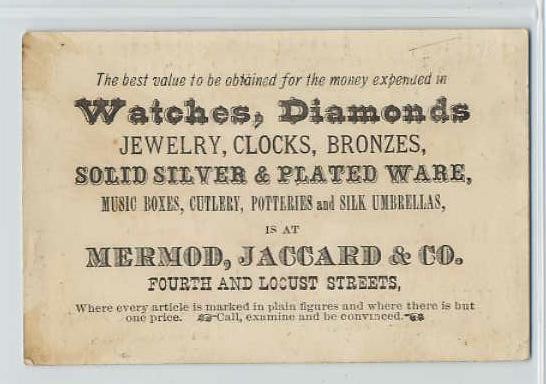 The best value to be obtained for the money expended in
Watches, Diamonds
JEWELRY, CLOCKS, BRONZES,
SOLID SILVER & PLATED WARE,
MUSIC BOXES, CUTLERY, POTTERIES and SILK UMBRELLAS,
IS AT
MERMOD, JACCARD & CO.
FOURTH AND LOCUST STREETS,
Where every article is marked in plain figures and where there is but
one price. ☞Call, examine and be convinced.☜